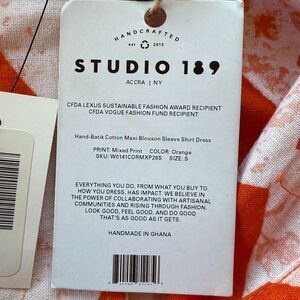 HANDCRAFTED
est 2013
STUDIO 189
ACCRA | NY
CFDA LEXUS SUSTAINABLE FASHION AWARD RECIPIENT
CFDA VOGUE FASHION FUND RECIPIENT
Hand-Batik Cotton Maxi Blouson Sleeve Shirt Dress
PRINT: Mixed Print COLOR: Orange
SKU: W0141CORMXP26S SIZE: S
EVERYTHING YOU DO, FROM WHAT YOU BUY TO
HOW YOU DRESS, HAS IMPACT. WE BELIEVE IN
THE POWER OF COLLABORATING WITH ARTISANAL
COMMUNITIES AND RISING THROUGH FASHION.
LOOK GOOD, FEEL GOOD, AND DO GOOD
THAT'S AS GOOD AS IT GETS.
HANDMADE IN GHANA